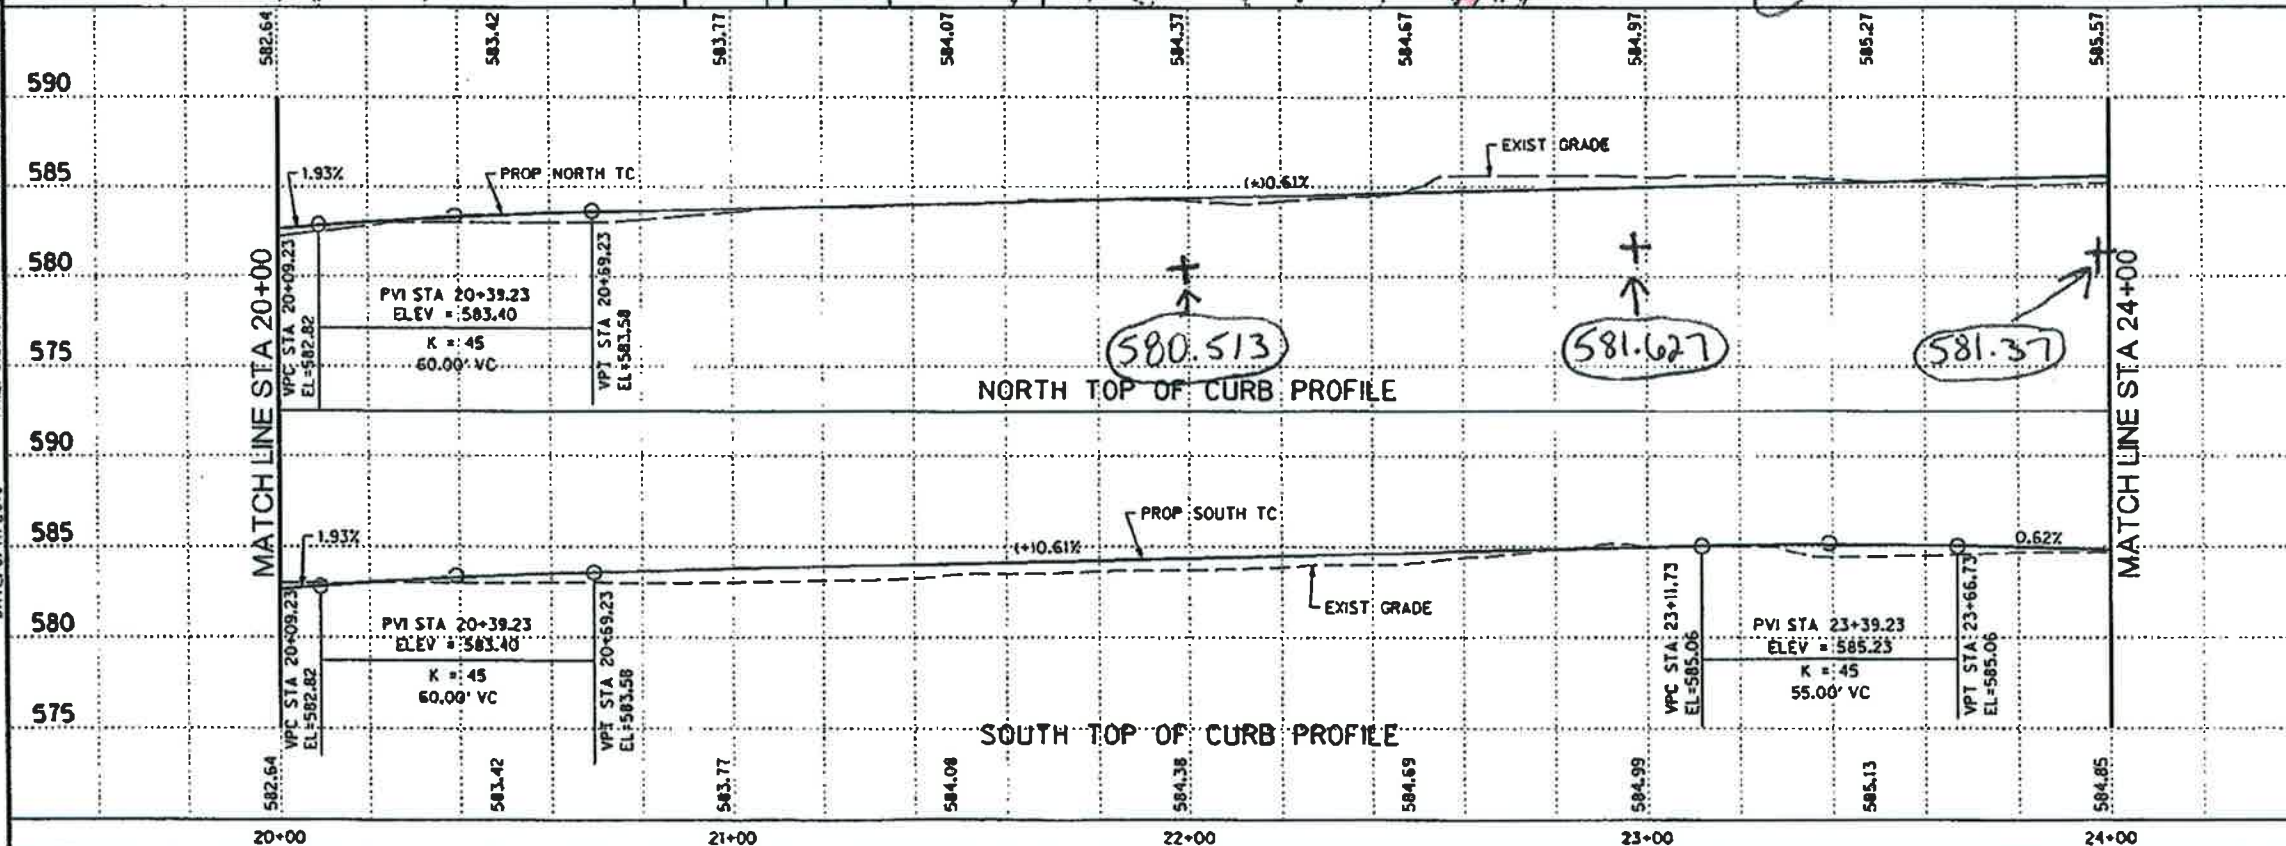 582.64 583.42 583.77 584.07 584.37 584.67 584.97 585.27 585.57
590
585
1.93%
PROP NORTH TC
(+)0.61%
EXIST GRADE
580
575
MATCH LINE STA 20+00
VPC STA 20+09.23
EL=582.82
PVI STA 20+39.23
ELEV = 583.40
K = 45
60.00' VC
VPT STA 20+69.23
EL=583.58
580.513
581.627
581.37
MATCH LINE STA 24+00
NORTH TOP OF CURB PROFILE
590
585
1.93%
(+)0.61%
PROP SOUTH TC
0.62%
EXIST GRADE
580
575
VPC STA 20+09.23
EL=582.82
PVI STA 20+39.23
ELEV = 583.40
K = 45
60.00' VC
VPT STA 20+69.23
EL=583.58
VPC STA 23+11.73
EL=585.06
PVI STA 23+39.23
ELEV = 585.23
K = 45
55.00' VC
VPT STA 23+66.73
EL=585.06
SOUTH TOP OF CURB PROFILE
582.64 583.42 583.77 584.08 584.38 584.69 584.99 585.13 584.85
20+00 21+00 22+00 23+00 24+00